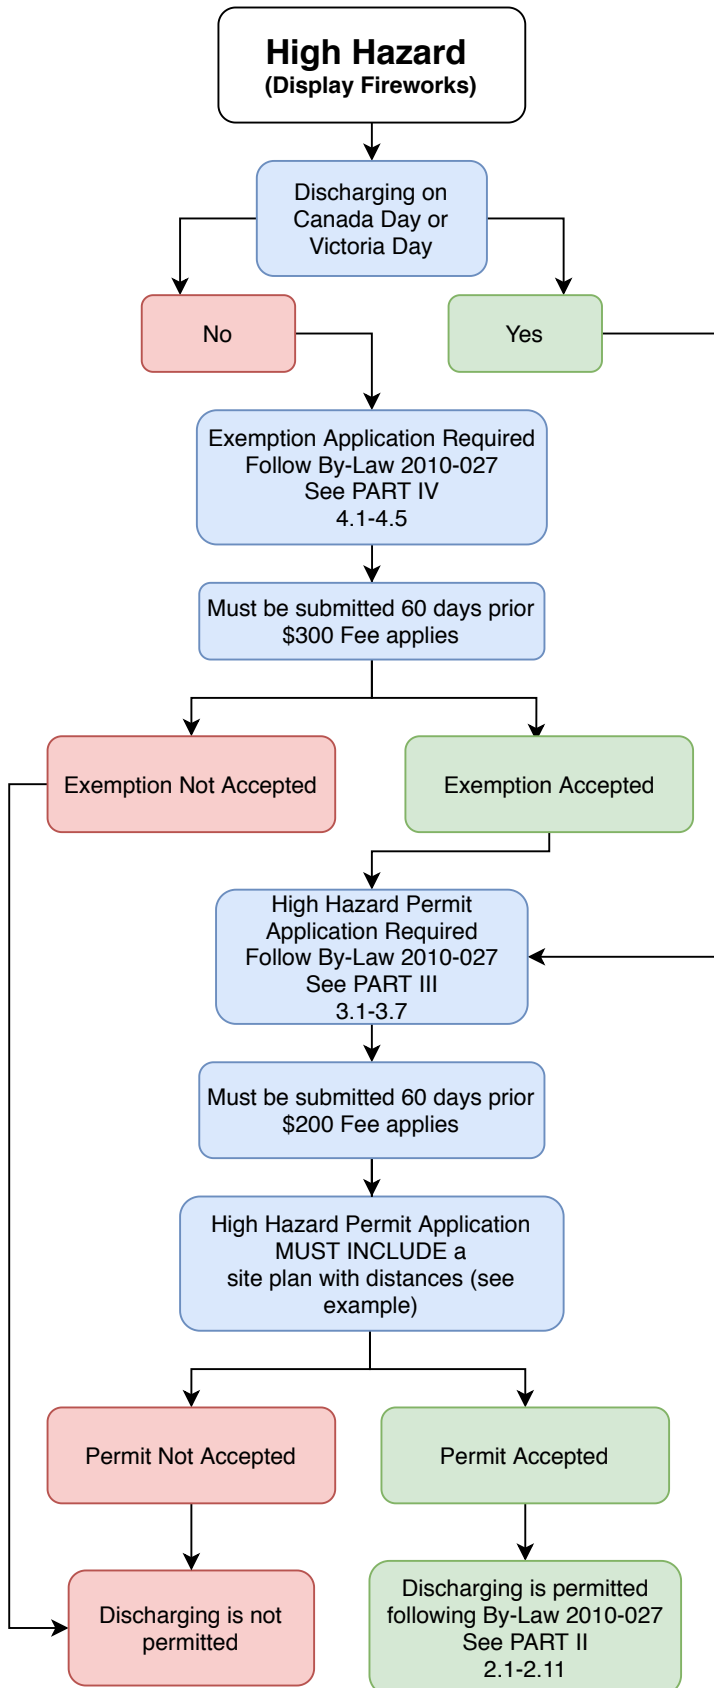 High Hazard
(Display Fireworks)
Discharging on
Canada Day or
Victoria Day
No
Yes
Exemption Application Required
Follow By-Law 2010-027
See PART IV
4.1-4.5
Must be submitted 60 days prior
$300 Fee applies
Exemption Not Accepted
Exemption Accepted
High Hazard Permit
Application Required
Follow By-Law 2010-027
See PART III
3.1-3.7
Must be submitted 60 days prior
$200 Fee applies
High Hazard Permit Application
MUST INCLUDE a
site plan with distances (see
example)
Permit Not Accepted
Permit Accepted
Discharging is not
permitted
Discharging is permitted
following By-Law 2010-027
See PART II
2.1-2.11